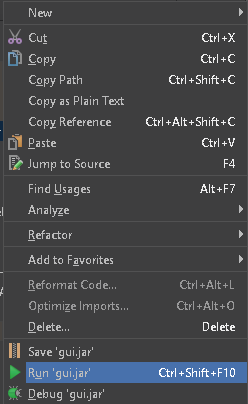 New
Cut Ctrl+X
Copy Ctrl+C
Copy Path Ctrl+Shift+C
Copy as Plain Text
Copy Reference Ctrl+Alt+Shift+C
Paste Ctrl+V
Jump to Source F4
Find Usages Alt+F7
Analyze
Refactor
Add to Favorites
Reformat Code... Ctrl+Alt+L
Optimize Imports... Ctrl+Alt+O
Delete... Delete
Save 'gui.jar'
Run 'gui.jar' Ctrl+Shift+F10
Debug 'gui.jar'